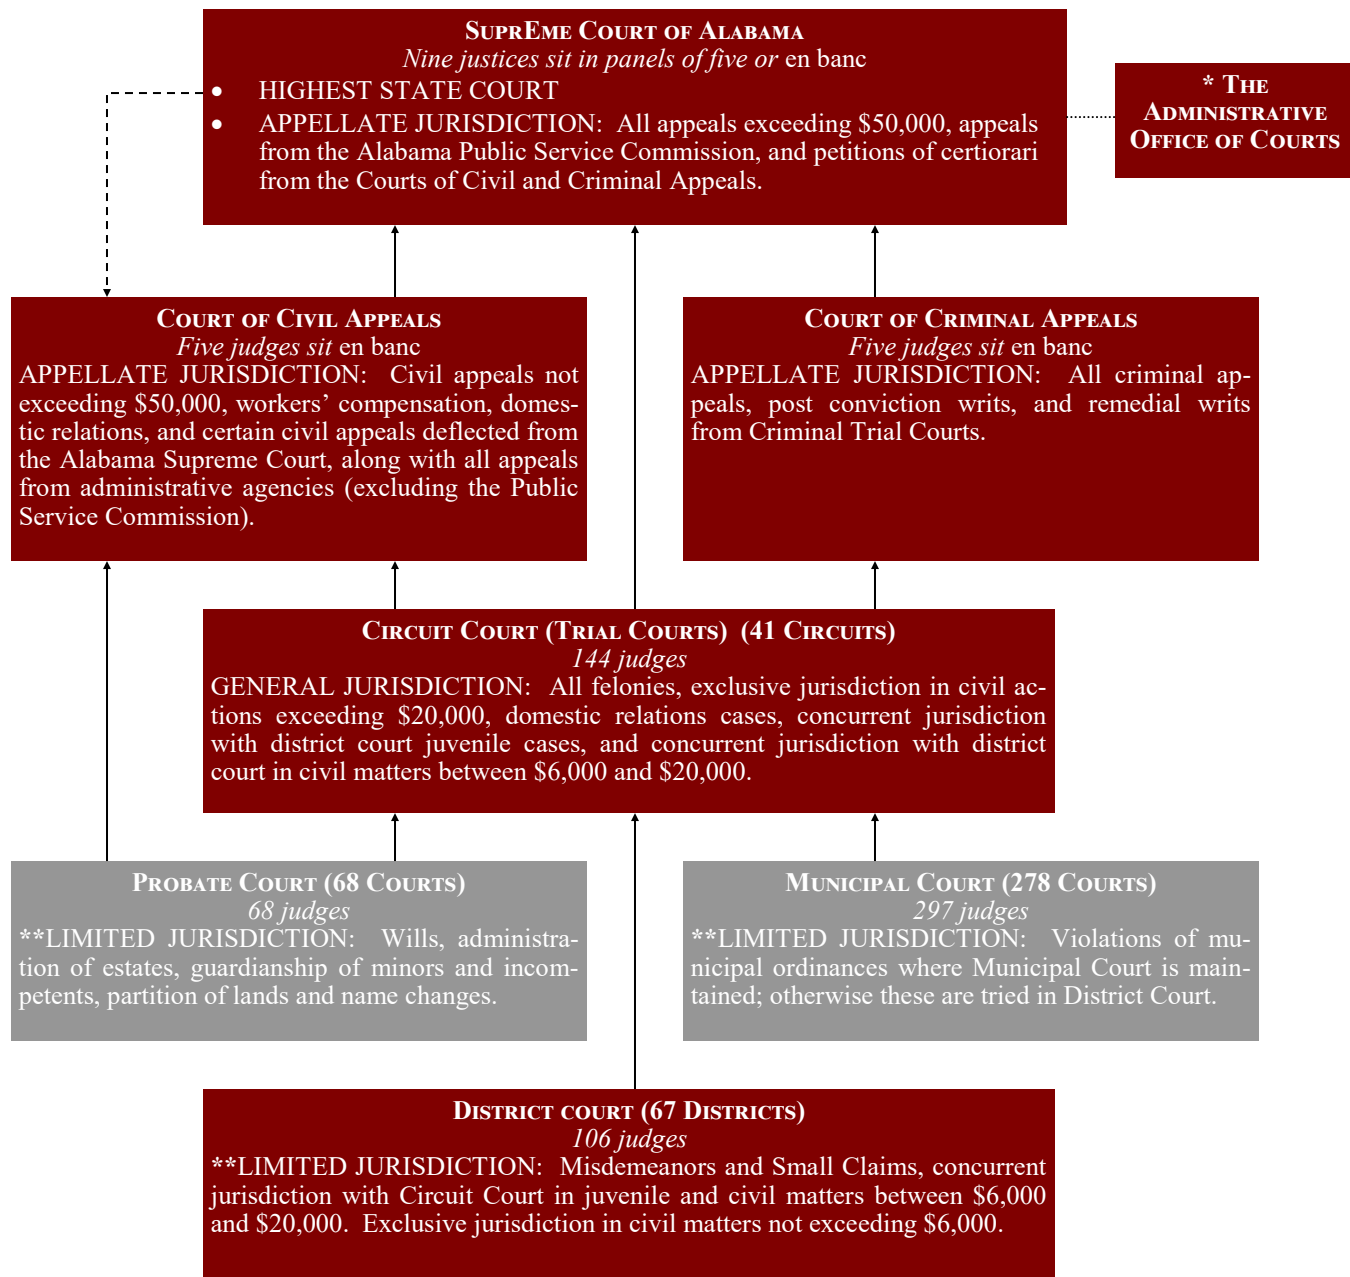 SuprEme Court of Alabama
Nine justices sit in panels of five or en banc
• HIGHEST STATE COURT
• APPELLATE JURISDICTION: All appeals exceeding $50,000, appeals
from the Alabama Public Service Commission, and petitions of certiorari
from the Courts of Civil and Criminal Appeals.
* The
Administrative
Office of Courts
Court of Civil Appeals
Five judges sit en banc
APPELLATE JURISDICTION: Civil appeals not
exceeding $50,000, workers’ compensation, domes-
tic relations, and certain civil appeals deflected from
the Alabama Supreme Court, along with all appeals
from administrative agencies (excluding the Public
Service Commission).
Court of Criminal Appeals
Five judges sit en banc
APPELLATE JURISDICTION: All criminal ap-
peals, post conviction writs, and remedial writs
from Criminal Trial Courts.
Circuit Court (Trial Courts) (41 Circuits)
144 judges
GENERAL JURISDICTION: All felonies, exclusive jurisdiction in civil ac-
tions exceeding $20,000, domestic relations cases, concurrent jurisdiction
with district court juvenile cases, and concurrent jurisdiction with district
court in civil matters between $6,000 and $20,000.
Probate Court (68 Courts)
68 judges
**LIMITED JURISDICTION: Wills, administra-
tion of estates, guardianship of minors and incom-
petents, partition of lands and name changes.
Municipal Court (278 Courts)
297 judges
**LIMITED JURISDICTION: Violations of mu-
nicipal ordinances where Municipal Court is main-
tained; otherwise these are tried in District Court.
District court (67 Districts)
106 judges
**LIMITED JURISDICTION: Misdemeanors and Small Claims, concurrent
jurisdiction with Circuit Court in juvenile and civil matters between $6,000
and $20,000. Exclusive jurisdiction in civil matters not exceeding $6,000.